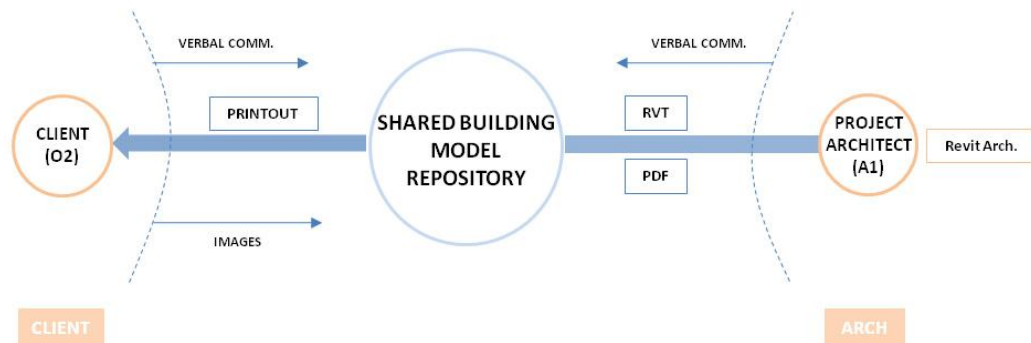 VERBAL COMM.
VERBAL COMM.
PRINTOUT
RVT
CLIENT
(O2)
SHARED BUILDING
MODEL
REPOSITORY
PROJECT
ARCHITECT
(A1)
Revit Arch.
PDF
IMAGES
CLIENT
ARCH